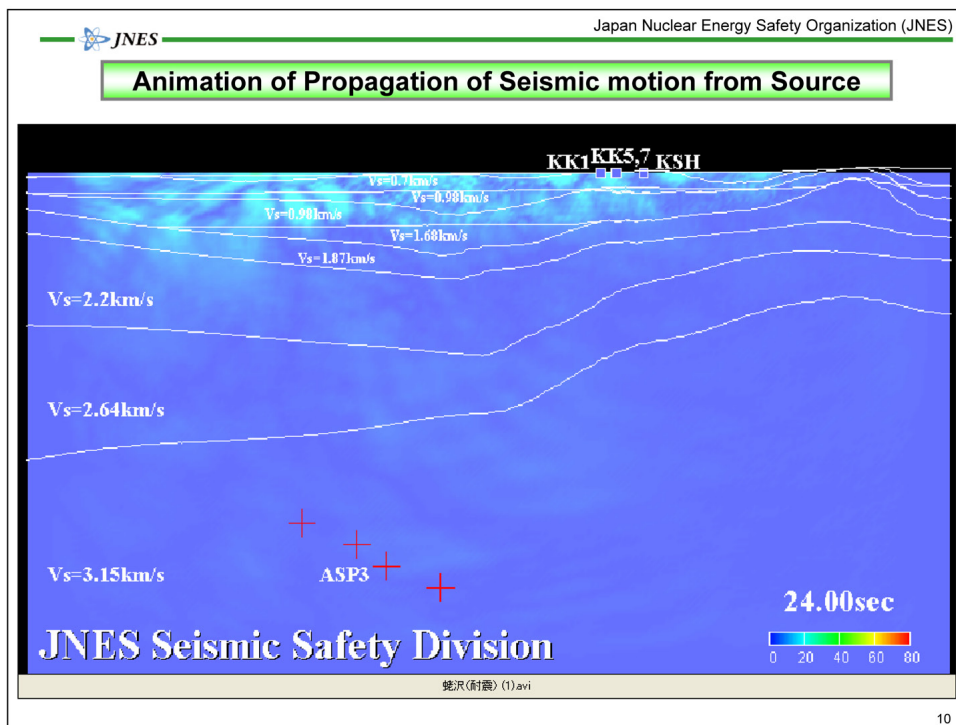 Japan Nuclear Energy Safety Organization (JNES)
JNES
Animation of Propagation of Seismic motion from Source
KK1 KK5,7 KSH
Vs=0.7km/s
Vs=0.98km/s
Vs=0.98km/s
Vs=1.68km/s
Vs=1.87km/s
Vs=2.2km/s
Vs=2.64km/s
Vs=3.15km/s
ASP3
24.00sec
JNES Seismic Safety Division
0 20 40 60 80
蛯沢(耐震) (1).avi
10